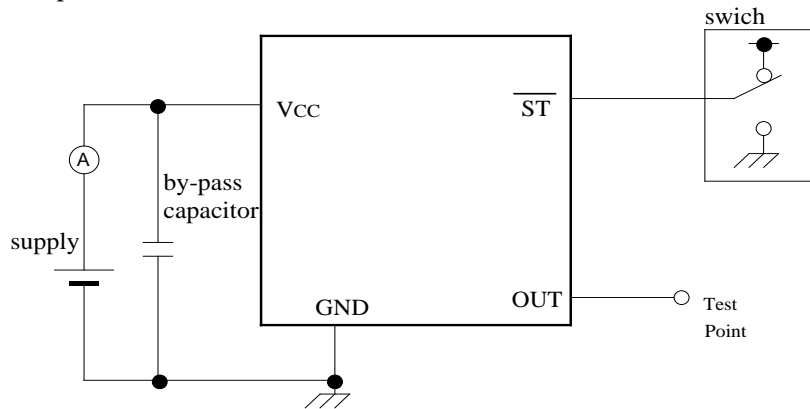 swich
VCC
ST
A
by-pass
capacitor
supply
GND
OUT
Test
Point